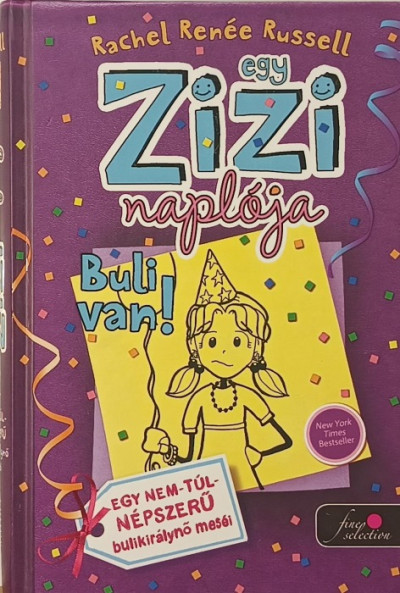 Rachel Renée Russell
egy
Zizi
naplója
Buli
van!
New York
Times
Bestseller
EGY NEM-TÚL-
NÉPSZERŰ
bulikirálynő meséi
fine
selection